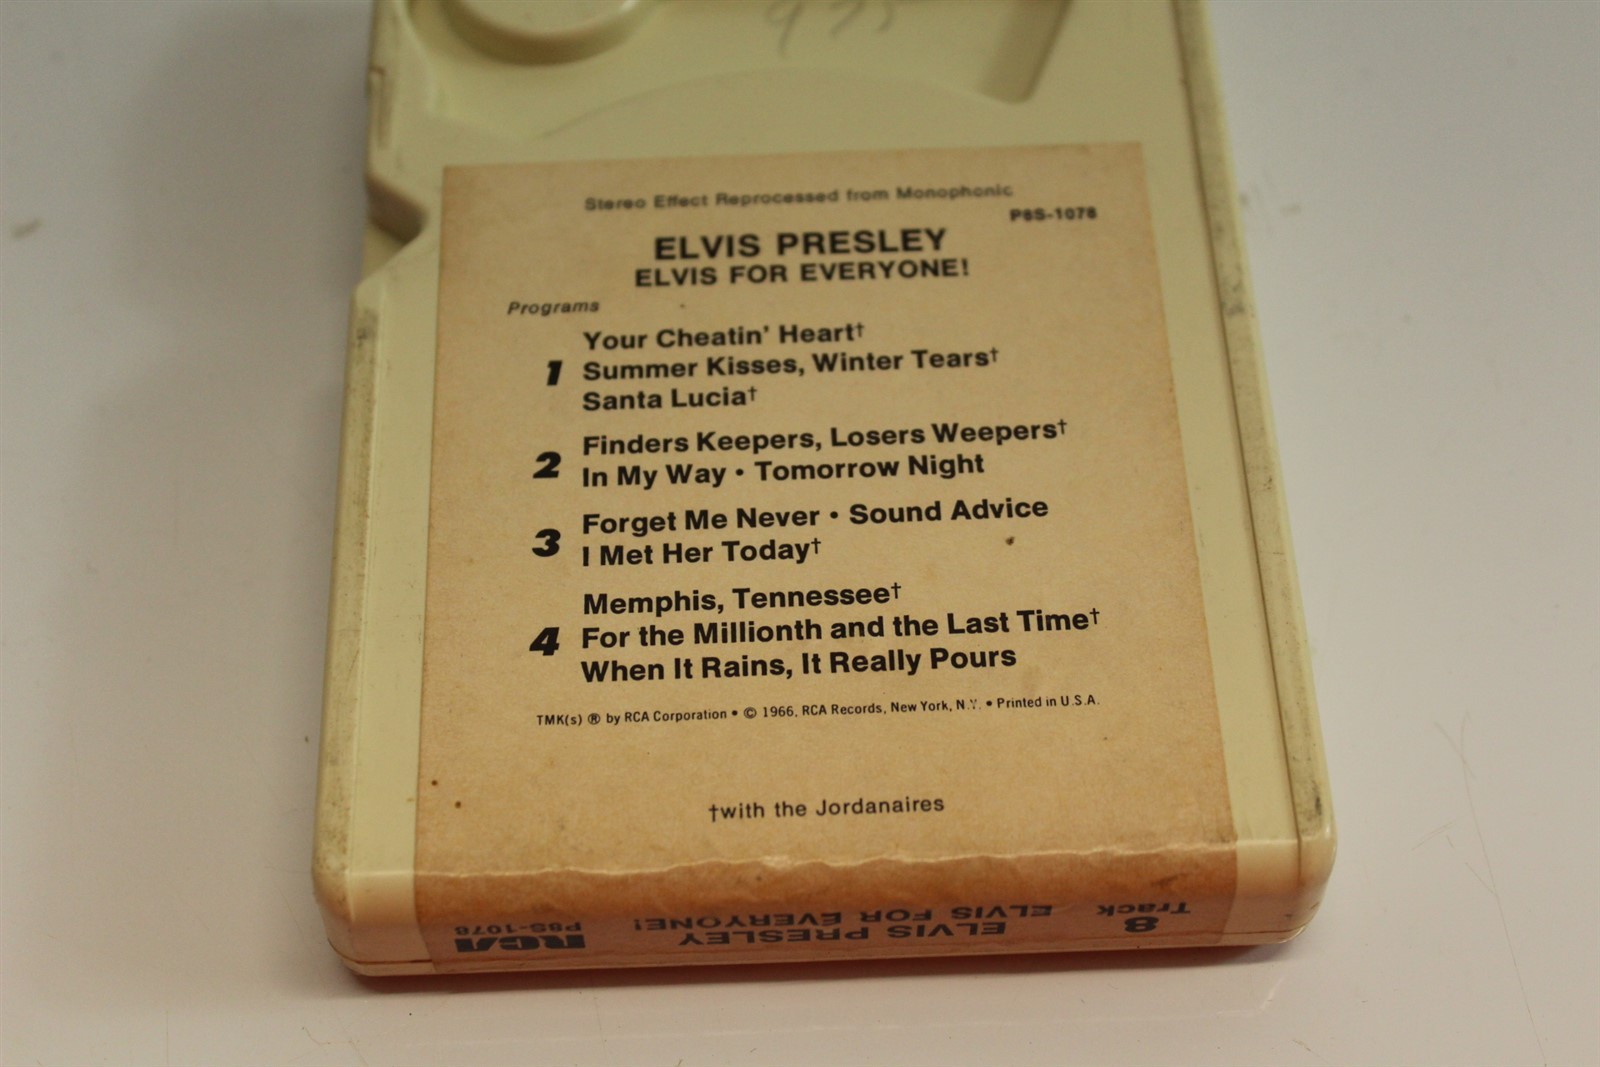 935
Stereo Effect Reprocessed from Monophonic
P8S-1078
ELVIS PRESLEY
ELVIS FOR EVERYONE!
Programs
Your Cheatin' Heart†
1 Summer Kisses, Winter Tears†
Santa Lucia†
Finders Keepers, Losers Weepers†
2 In My Way • Tomorrow Night
Forget Me Never • Sound Advice
3 I Met Her Today†
Memphis, Tennessee†
4 For the Millionth and the Last Time†
When It Rains, It Really Pours
TMK(s) ® by RCA Corporation • © 1966, RCA Records, New York, N.Y. • Printed in U.S.A.
†with the Jordanaires
8 Track
ELVIS PRESLEY
ELVIS FOR EVERYONE!
RCA
P8S-1078